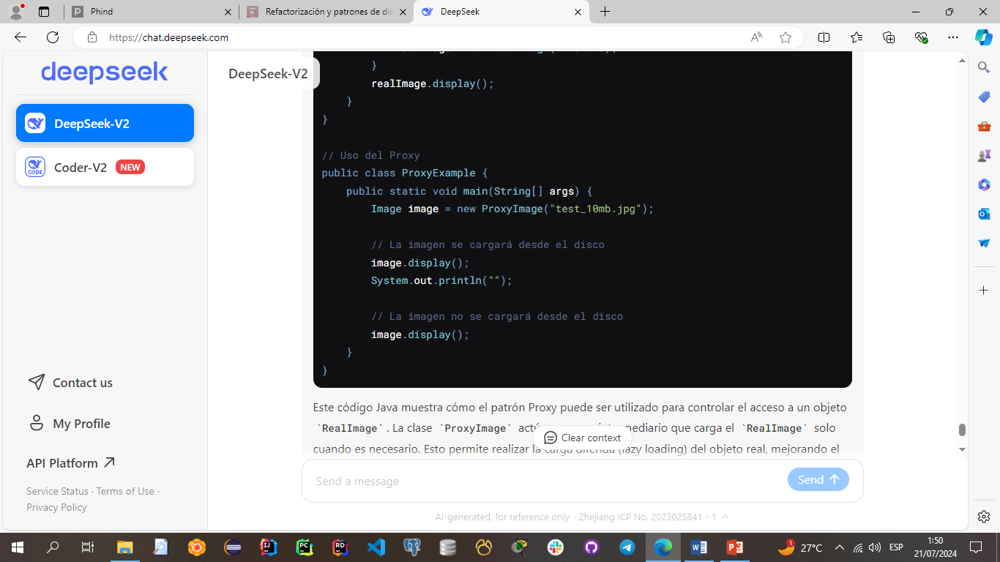 Phind
Refactorización y patrones de dis
DeepSeek
https://chat.deepseek.com
deepseek
DeepSeek-V2
DeepSeek-V2
Coder-V2 NEW
}
realImage.display();
}
}
// Uso del Proxy
public class ProxyExample {
public static void main(String[] args) {
Image image = new ProxyImage("test_10mb.jpg");
// La imagen se cargará desde el disco
image.display();
System.out.println("");
// La imagen no se cargará desde el disco
image.display();
}
}
Este código Java muestra cómo el patrón Proxy puede ser utilizado para controlar el acceso a un objeto
`RealImage`. La clase `ProxyImage` actú mediario que carga el `RealImage` solo
cuando es necesario. Esto permite realizar la carga diferida (lazy loading) del objeto real, mejorando el
Clear context
Contact us
My Profile
API Platform
Service Status · Terms of Use ·
Privacy Policy
Send a message
Send
AI-generated, for reference only · Zhejiang ICP No. 2023025841 - 1
CODE
IJ
PC
RD
1
27°C
ESP
1:50
21/07/2024